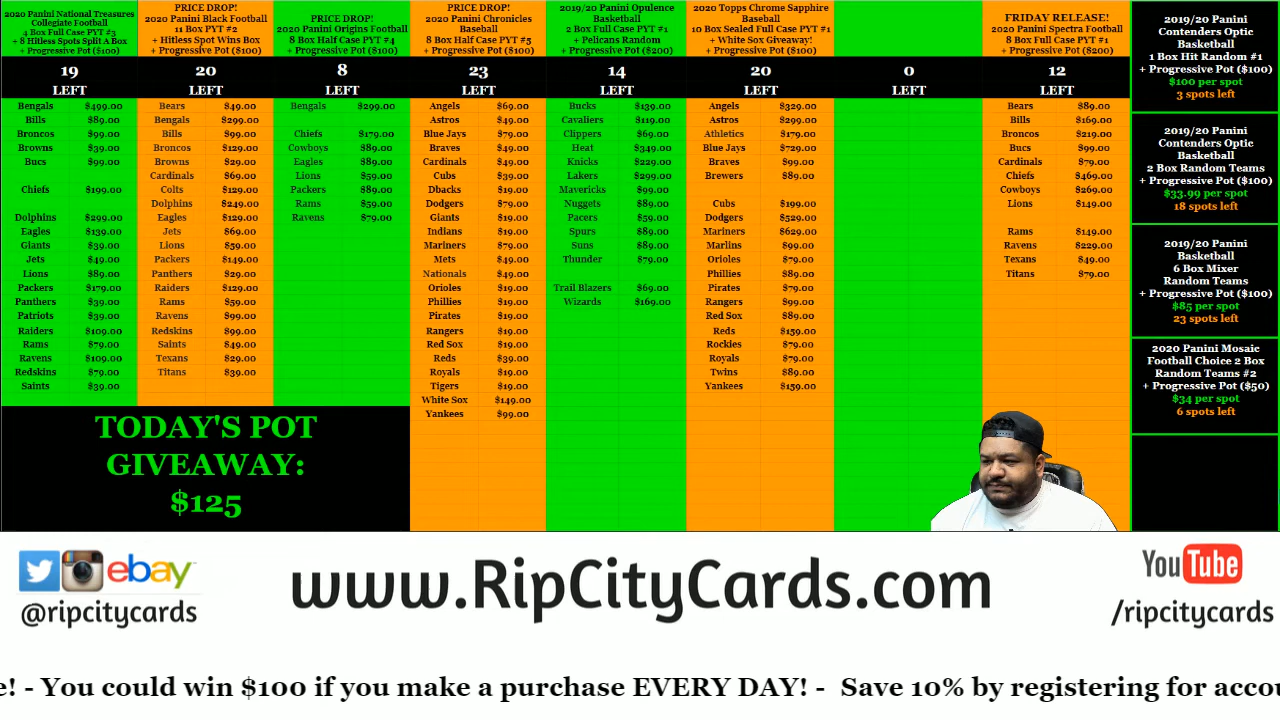 2020 Panini National Treasures
Collegiate Football
4 Box Full Case PYT #3
+ 8 Hitless Spots Split A Box
+ Progressive Pot ($100)
19
LEFT
Bengals $499.00
Bills $89.00
Broncos $99.00
Browns $39.00
Bucs $99.00
Chiefs $199.00
Dolphins $299.00
Eagles $139.00
Giants $39.00
Jets $49.00
Lions $89.00
Packers $179.00
Panthers $39.00
Patriots $39.00
Raiders $109.00
Rams $79.00
Ravens $109.00
Redskins $79.00
Saints $39.00
PRICE DROP!
2020 Panini Black Football
11 Box PYT #2
+ Hitless Spot Wins Box
+ Progressive Pot ($100)
20
LEFT
Bears $49.00
Bengals $299.00
Bills $99.00
Broncos $129.00
Browns $29.00
Cardinals $69.00
Colts $129.00
Dolphins $249.00
Eagles $129.00
Jets $69.00
Lions $59.00
Packers $149.00
Panthers $29.00
Raiders $129.00
Rams $59.00
Ravens $99.00
Redskins $99.00
Saints $49.00
Texans $29.00
Titans $39.00
PRICE DROP!
2020 Panini Origins Football
8 Box Half Case PYT #4
+ Progressive Pot ($100)
8
LEFT
Bengals $299.00
Chiefs $179.00
Cowboys $89.00
Eagles $89.00
Lions $59.00
Packers $89.00
Rams $59.00
Ravens $79.00
PRICE DROP!
2020 Panini Chronicles
Baseball
8 Box Half Case PYT #5
+ Progressive Pot ($100)
23
LEFT
Angels $69.00
Astros $49.00
Blue Jays $79.00
Braves $49.00
Cardinals $49.00
Cubs $39.00
Dbacks $19.00
Dodgers $79.00
Giants $19.00
Indians $19.00
Mariners $79.00
Mets $49.00
Nationals $49.00
Orioles $19.00
Phillies $19.00
Pirates $19.00
Rangers $19.00
Red Sox $19.00
Reds $39.00
Royals $19.00
Tigers $19.00
White Sox $149.00
Yankees $99.00
2019/20 Panini Opulence
Basketball
2 Box Full Case PYT #1
+ Pelicans Random
+ Progressive Pot ($200)
14
LEFT
Bucks $139.00
Cavaliers $119.00
Clippers $69.00
Heat $349.00
Knicks $229.00
Lakers $299.00
Mavericks $99.00
Nuggets $89.00
Pacers $59.00
Spurs $89.00
Suns $89.00
Thunder $79.00
Trail Blazers $69.00
Wizards $169.00
2020 Topps Chrome Sapphire
Baseball
10 Box Sealed Full Case PYT #1
+ White Sox Giveaway!
+ Progressive Pot ($100)
20
LEFT
Angels $329.00
Astros $299.00
Athletics $179.00
Blue Jays $729.00
Braves $99.00
Brewers $89.00
Cubs $199.00
Dodgers $529.00
Mariners $629.00
Marlins $99.00
Orioles $79.00
Phillies $89.00
Pirates $79.00
Rangers $99.00
Red Sox $89.00
Reds $159.00
Rockies $79.00
Royals $79.00
Twins $89.00
Yankees $159.00
0
LEFT
FRIDAY RELEASE!
2020 Panini Spectra Football
8 Box Full Case PYT #1
+ Progressive Pot ($200)
12
LEFT
Bears $89.00
Bills $169.00
Broncos $219.00
Bucs $99.00
Cardinals $79.00
Chiefs $469.00
Cowboys $269.00
Lions $149.00
Rams $149.00
Ravens $229.00
Texans $49.00
Titans $79.00
2019/20 Panini
Contenders Optic
Basketball
1 Box Hit Random #1
+ Progressive Pot ($100)
$100 per spot
3 spots left
2019/20 Panini
Contenders Optic
Basketball
2 Box Random Teams
+ Progressive Pot ($100)
$33.99 per spot
18 spots left
2019/20 Panini
Basketball
6 Box Mixer
Random Teams
+ Progressive Pot ($100)
$85 per spot
23 spots left
2020 Panini Mosaic
Football Choice 2 Box
Random Teams #2
+ Progressive Pot ($50)
$34 per spot
6 spots left
TODAY'S POT
GIVEAWAY:
$125
ebay
@ripcitycards
www.RipCityCards.com
YouTube
/ripcitycards
e! - You could win $100 if you make a purchase EVERY DAY! - Save 10% by registering for accou